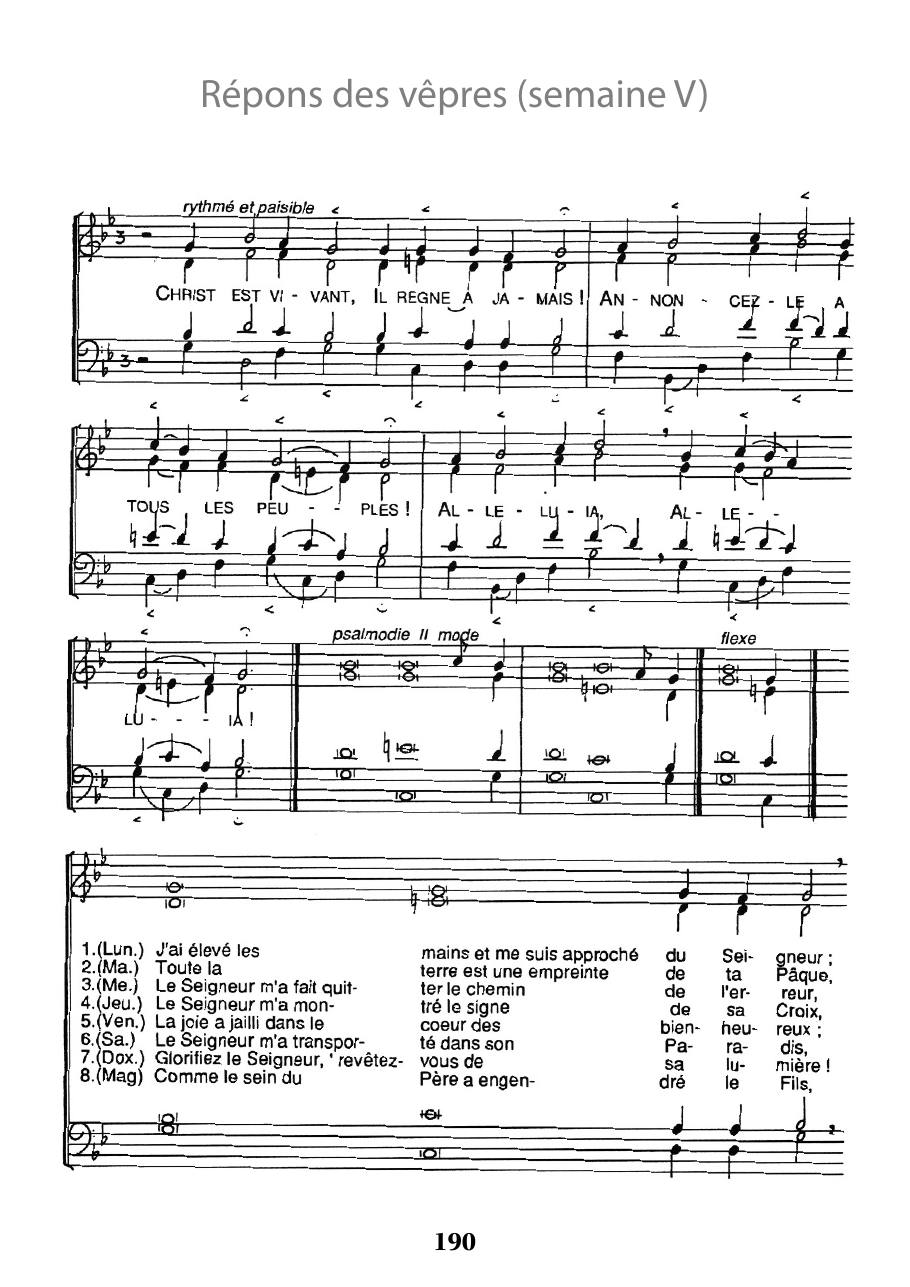 Répons des vêpres (semaine V)
rythmé et paisible
3
CHRIST EST VI - VANT, IL REGNE A JA - MAIS ! AN - NON - CEZ - LE A
3
TOUS LES PEU - - PLES ! AL - LE - LU - IA, AL - LE - -
psalmodie II mode flexe
LU - - - IA !
1.(Lun.) J'ai élevé les mains et me suis approché du Sei- gneur ;
2.(Ma.) Toute la terre est une empreinte de ta Pâque,
3.(Me.) Le Seigneur m'a fait quit- ter le chemin de l'er- reur,
4.(Jeu.) Le Seigneur m'a mon- tré le signe de sa Croix,
5.(Ven.) La joie a jailli dans le coeur des bien- heu- reux ;
6.(Sa.) Le Seigneur m'a transpor- té dans son Pa- ra- dis,
7.(Dox.) Glorifiez le Seigneur, ' revêtez- vous de sa lu- mière !
8.(Mag) Comme le sein du Père a engen- dré le Fils,
190